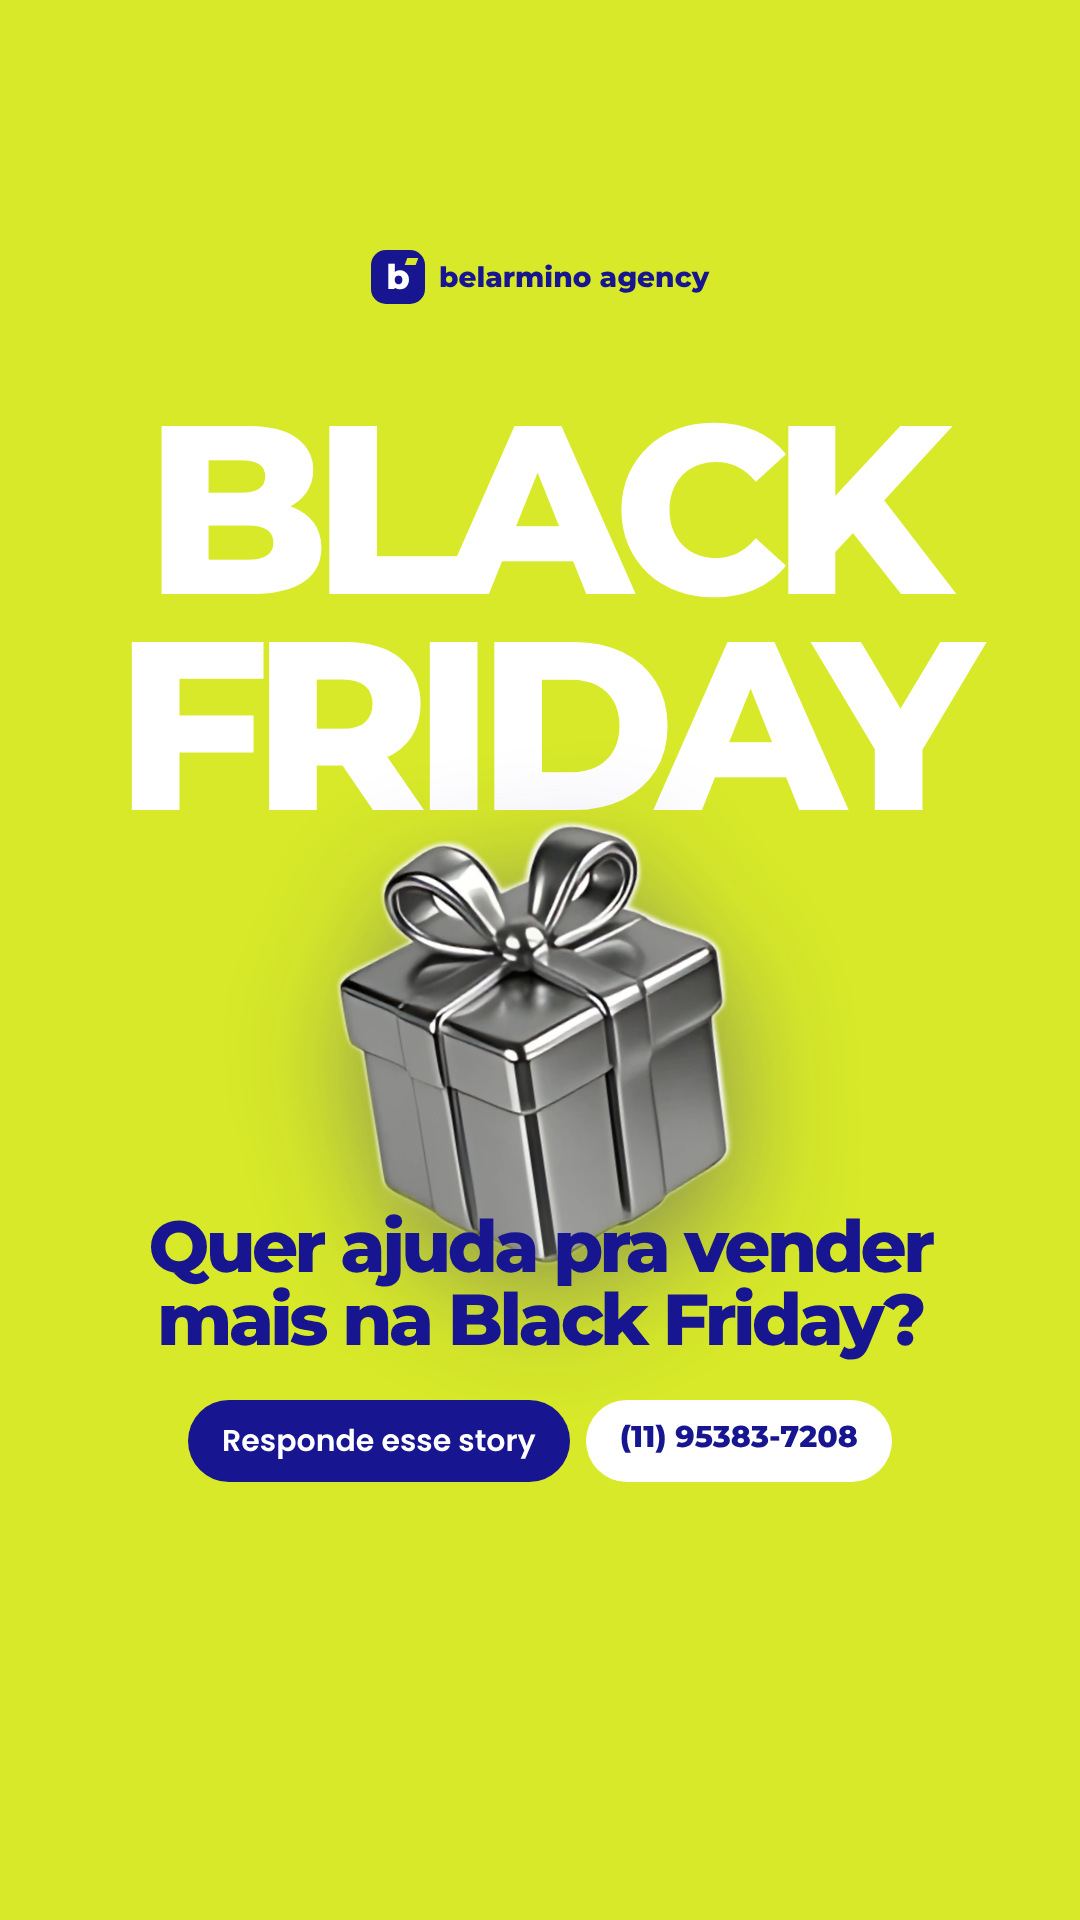 b belarmino agency
BLACK
FRIDAY
Quer ajuda pra vender
mais na Black Friday?
Responde esse story
(11) 95383-7208